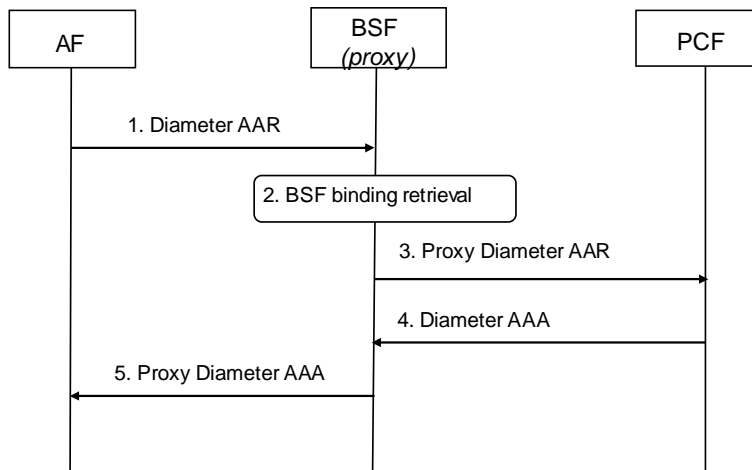 AF
BSF
(proxy)
PCF
1. Diameter AAR
2. BSF binding retrieval
3. Proxy Diameter AAR
4. Diameter AAA
5. Proxy Diameter AAA